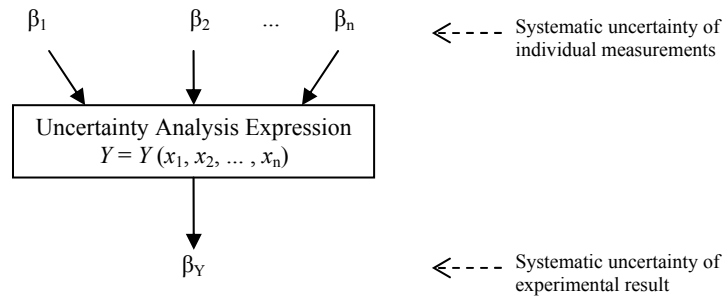 β1 β2 ... βn
Systematic uncertainty of
individual measurements
Uncertainty Analysis Expression
Y = Y (x1, x2, ... , xn)
βY
Systematic uncertainty of
experimental result